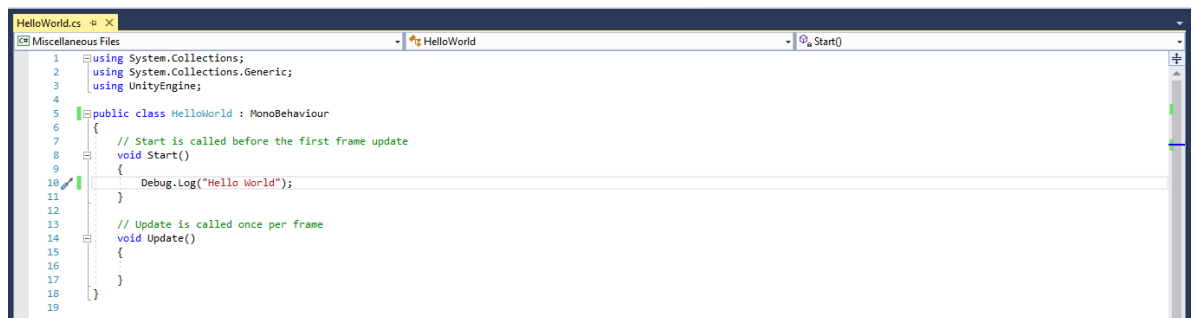 HelloWorld.cs
C# Miscellaneous Files HelloWorld Start()
1 using System.Collections;
2 using System.Collections.Generic;
3 using UnityEngine;
4
5 public class HelloWorld : MonoBehaviour
6 {
7 // Start is called before the first frame update
8 void Start()
9 {
10 Debug.Log("Hello World");
11 }
12
13 // Update is called once per frame
14 void Update()
15 {
16
17 }
18 }
19